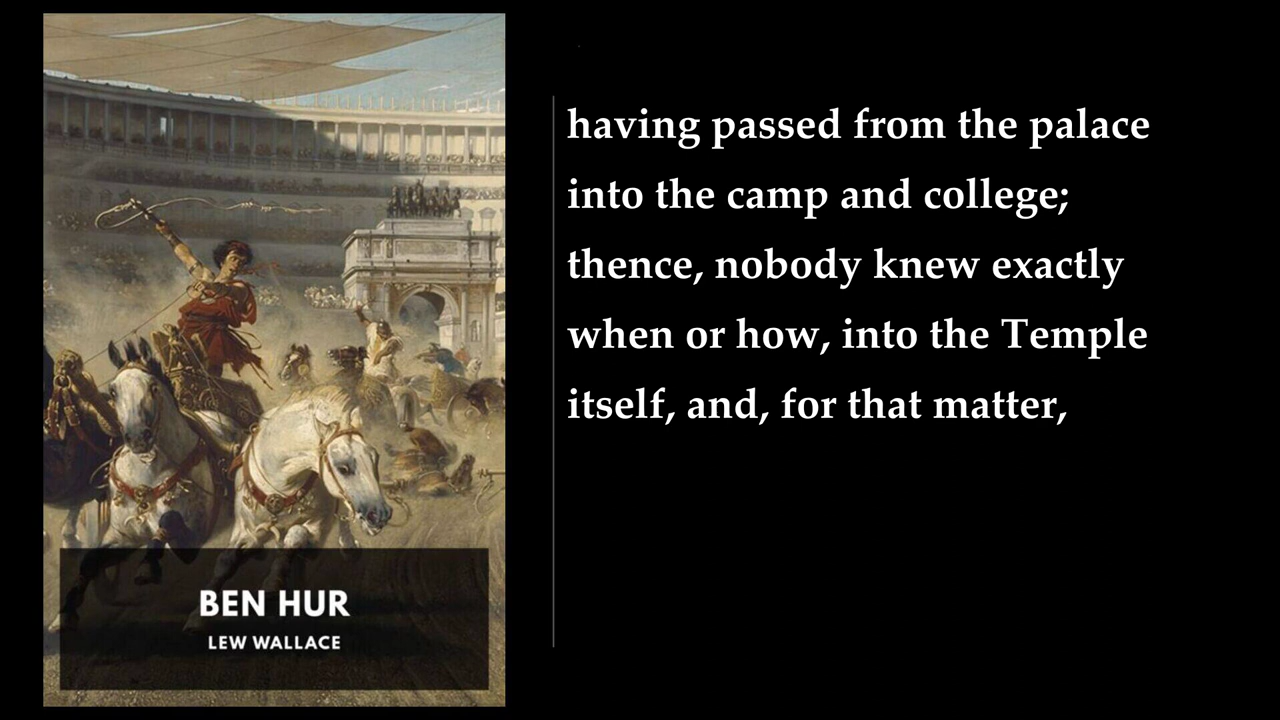 BEN HUR
LEW WALLACE
having passed from the palace
into the camp and college;
thence, nobody knew exactly
when or how, into the Temple
itself, and, for that matter,